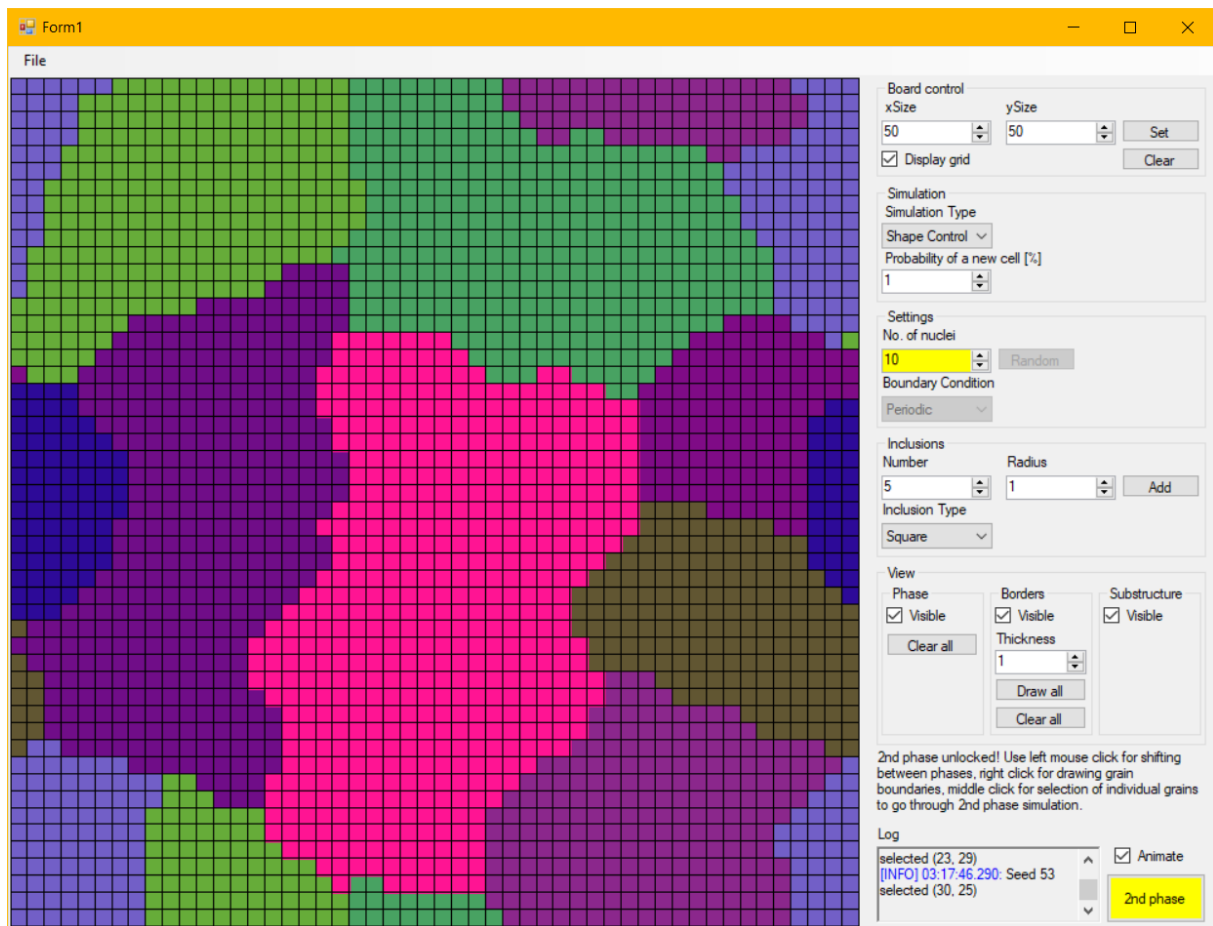 Form1
File
Board control
xSize ySize
50 50 Set
Display grid Clear
Simulation
Simulation Type
Shape Control
Probability of a new cell [%]
1
Settings
No. of nuclei
10 Random
Boundary Condition
Periodic
Inclusions
Number Radius
5 1 Add
Inclusion Type
Square
View
Phase Borders Substructure
Visible Visible Visible
Clear all Thickness
1
Draw all
Clear all
2nd phase unlocked! Use left mouse click for shifting
between phases, right click for drawing grain
boundaries, middle click for selection of individual grains
to go through 2nd phase simulation.
Log
selected (23, 29) Animate
[INFO] 03:17:46.290: Seed 53
selected (30, 25) 2nd phase